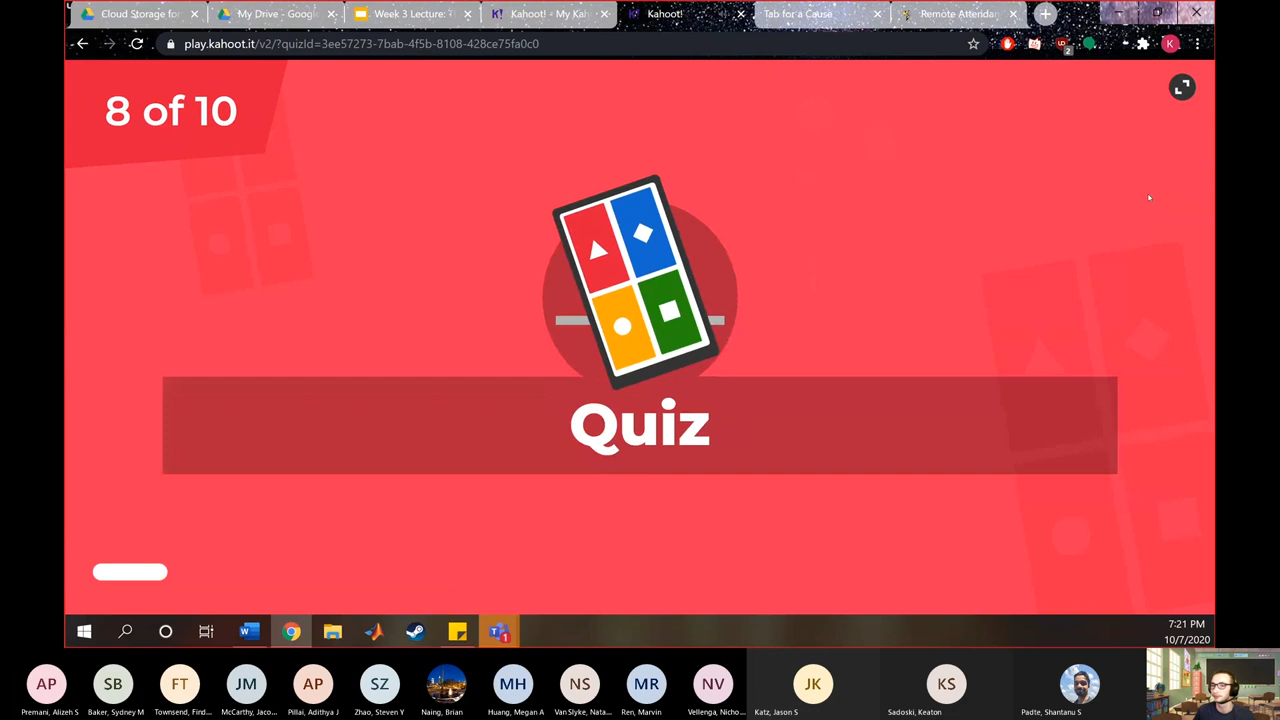 Cloud Storage for
My Drive - Google
Week 3 Lecture: T
Kahoot! - My Kah
Kahoot!
Tab for a Cause
Remote Attendan
play.kahoot.it/v2/?quizId=3ee57273-7bab-4f5b-8108-428ce75fa0c0
2
K
8 of 10
Quiz
1
7:21 PM
10/7/2020
AP
SB
FT
JM
AP
SZ
MH
NS
MR
NV
JK
KS
Premani, Alizeh S
Baker, Sydney M
Townsend, Find...
McCarthy, Jaco...
Pillai, Adithya J
Zhao, Steven Y
Naing, Brian
Huang, Megan A
Van Slyke, Nata...
Ren, Marvin
Vellenga, Nicho...
Katz, Jason S
Sadoski, Keaton
Padte, Shantanu S